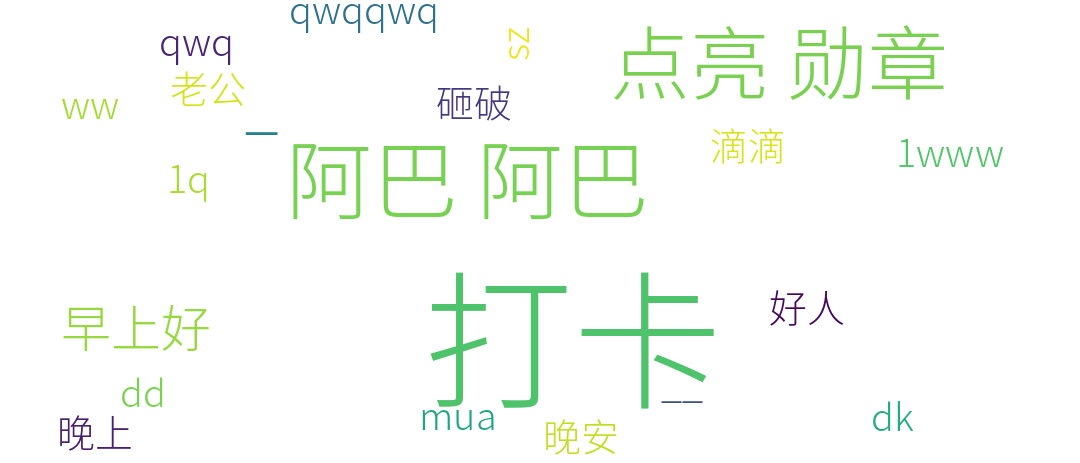 qwqqwq
qwq
sz
点亮 勋章
老公
砸破
ww
一
滴滴
1www
阿巴 阿巴
1q
打卡
好人
早上好
dd
__
mua
dk
晚上
晚安